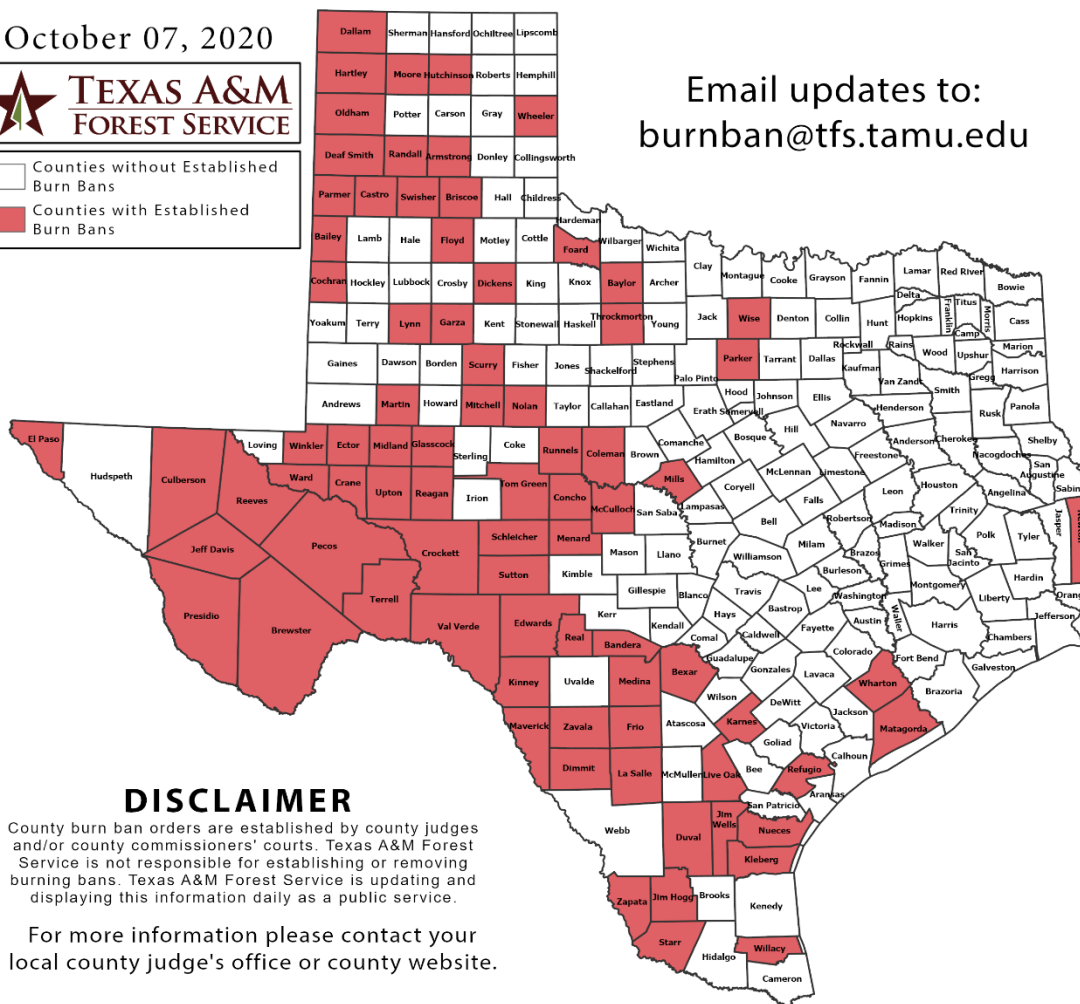 October 07, 2020
TEXAS A&M
FOREST SERVICE
Counties without Established
Burn Bans
Counties with Established
Burn Bans
Email updates to:
burnban@tfs.tamu.edu
Dallam Sherman Hansford Ochiltree Lipscomb
Hartley Moore Hutchinson Roberts Hemphill
Oldham Potter Carson Gray Wheeler
Deaf Smith Randall Armstrong Donley Collingsworth
Parmer Castro Swisher Briscoe Hall Childress
Hardeman
Bailey Lamb Hale Floyd Motley Cottle Foard Wilbarger Wichita
Clay Montague Cooke Grayson Fannin Lamar Red River Bowie
Cochran Hockley Lubbock Crosby Dickens King Knox Baylor Archer
Delta Franklin Titus Morris Cass
Yoakum Terry Lynn Garza Kent Stonewall Haskell Throckmorton Young Jack Wise Denton Collin Hunt Hopkins Camp
Rockwall Rains Wood Upshur Marion
Gaines Dawson Borden Scurry Fisher Jones Shackelford Stephens Palo Pinto Parker Tarrant Dallas Kaufman Van Zandt Smith Gregg Harrison
Andrews Martin Howard Mitchell Nolan Taylor Callahan Eastland Erath Hood Somervell Johnson Ellis Henderson Rusk Panola
El Paso Hudspeth Culberson Reeves Loving Winkler Ector Midland Glasscock Sterling Coke Runnels Coleman Brown Comanche Hamilton Bosque Hill Navarro Freestone Anderson Cherokee Nacogdoches Shelby
San
Augustine
Ward Crane Upton Reagan Irion Tom Green Concho McCulloch Mills San Saba Lampasas Coryell McLennan Limestone Falls Leon Houston Angelina Sabin
Jeff Davis Pecos Crockett Schleicher Menard Mason Llano Burnet Bell Williamson Milam Robertson Brazos Madison Grimes Walker Trinity
San
Jacinto
Polk Tyler Jasper
Presidio Brewster Terrell Val Verde Sutton Kimble Gillespie Blanco Travis Lee Burleson Washington Montgomery Liberty Hardin Orang
Edwards Real Kerr Bandera Kendall Hays Comal Caldwell Bastrop Fayette Austin Waller Harris Chambers Jefferson
Kinney Uvalde Medina Bexar Guadalupe Gonzales Lavaca Colorado Wharton Fort Bend Brazoria Galveston
Maverick Zavala Frio Atascosa Wilson Karnes DeWitt Victoria Jackson Matagorda
Dimmit La Salle McMullen Live Oak Bee Goliad Refugio Calhoun Aransas
Webb Duval
Jim
Wells
San Patricio Nueces
Kleberg
Zapata Jim Hogg Brooks Kenedy
Starr Hidalgo Willacy
Cameron
DISCLAIMER
County burn ban orders are established by county judges
and/or county commissioners' courts. Texas A&M Forest
Service is not responsible for establishing or removing
burning bans. Texas A&M Forest Service is updating and
displaying this information daily as a public service.
For more information please contact your
local county judge's office or county website.